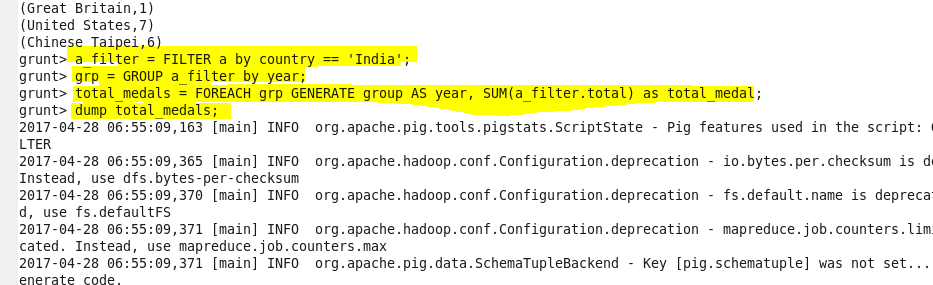 (Great Britain,1)
(United States,7)
(Chinese Taipei,6)
grunt> a_filter = FILTER a by country == 'India';
grunt> grp = GROUP a_filter by year;
grunt> total_medals = FOREACH grp GENERATE group AS year, SUM(a_filter.total) as total_medal;
grunt> dump total_medals;
2017-04-28 06:55:09,163 [main] INFO  org.apache.pig.tools.pigstats.ScriptState - Pig features used in the script:
LTER
2017-04-28 06:55:09,365 [main] INFO  org.apache.hadoop.conf.Configuration.deprecation - io.bytes.per.checksum is de
Instead, use dfs.bytes-per-checksum
2017-04-28 06:55:09,370 [main] INFO  org.apache.hadoop.conf.Configuration.deprecation - fs.default.name is deprecat
d, use fs.defaultFS
2017-04-28 06:55:09,371 [main] INFO  org.apache.hadoop.conf.Configuration.deprecation - mapreduce.job.counters.limi
cated. Instead, use mapreduce.job.counters.max
2017-04-28 06:55:09,371 [main] INFO  org.apache.pig.data.SchemaTupleBackend - Key [pig.schematuple] was not set...
enerate code.